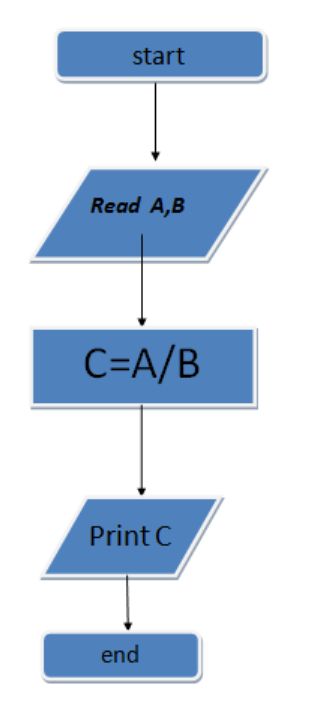 start
Read A,B
C=A/B
Print C
end